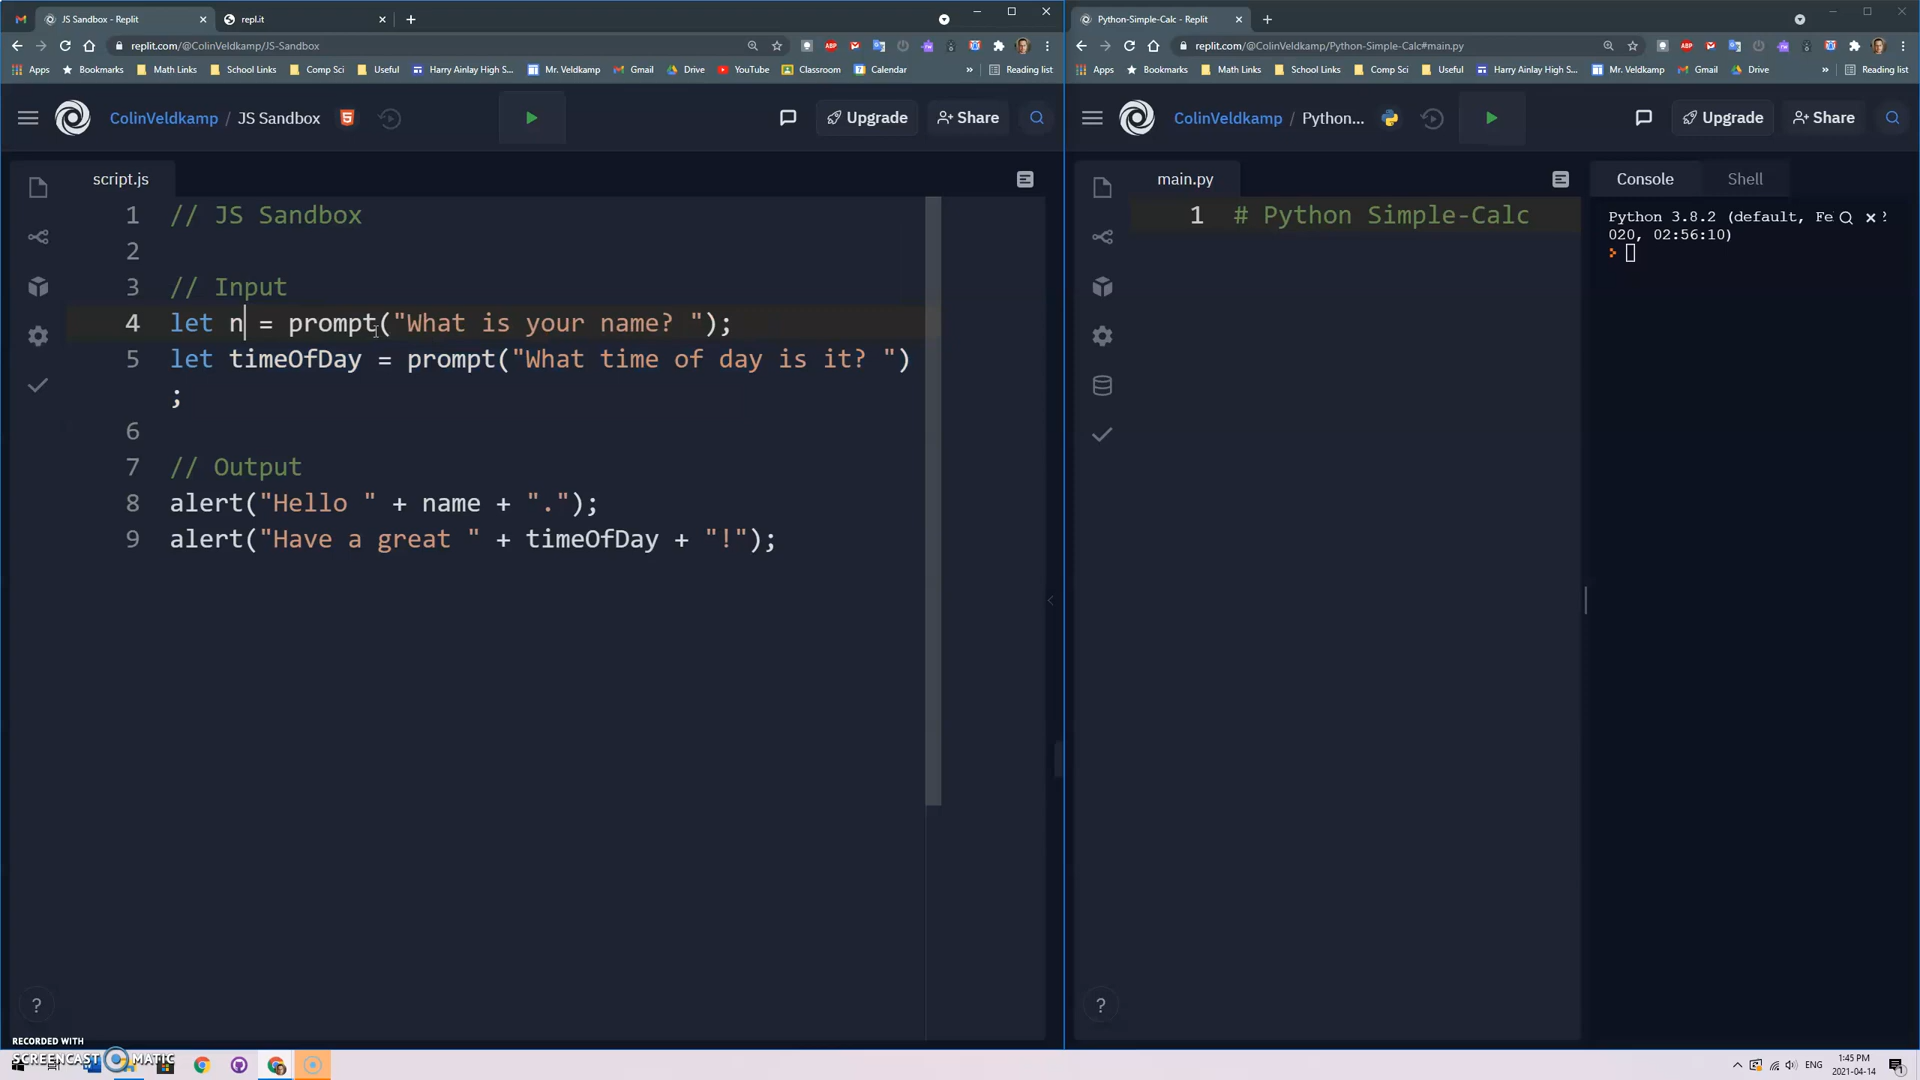 JS Sandbox - Replit
repl.it
replit.com/@ColinVeldkamp/JS-Sandbox
Apps Bookmarks Math Links School Links Comp Sci Useful Harry Ainlay High S... Mr. Veldkamp Gmail Drive YouTube Classroom Calendar » Reading list
ColinVeldkamp / JS Sandbox
Upgrade
Share
script.js
1 // JS Sandbox
2
3 // Input
4 let n = prompt("What is your name? ");
5 let timeOfDay = prompt("What time of day is it? ")
;
6
7 // Output
8 alert("Hello " + name + ".");
9 alert("Have a great " + timeOfDay + "!");
?
Python-Simple-Calc - Replit
replit.com/@ColinVeldkamp/Python-Simple-Calc#main.py
Apps Bookmarks Math Links School Links Comp Sci Useful Harry Ainlay High S... Mr. Veldkamp Gmail Drive » Reading list
ColinVeldkamp / Python...
Upgrade
Share
main.py
1 # Python Simple-Calc
Console Shell
Python 3.8.2 (default, Fe
020, 02:56:10)
?
RECORDED WITH
SCREENCAST MATIC
ENG
1:45 PM
2021-04-14